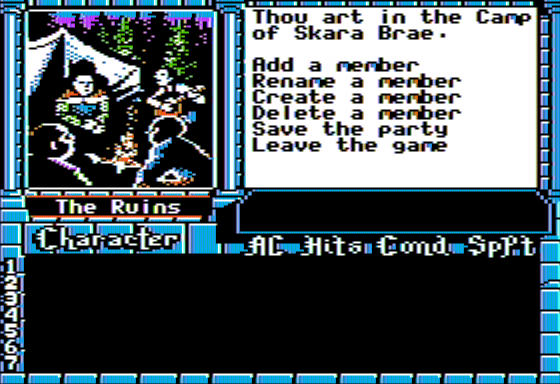 Thou art in the Camp
of Skara Brae.
Add a member
Rename a member
Create a member
Delete a member
Save the party
Leave the game
The Ruins
Character AC Hits Cond SpPt
1
2
3
4
5
6
7